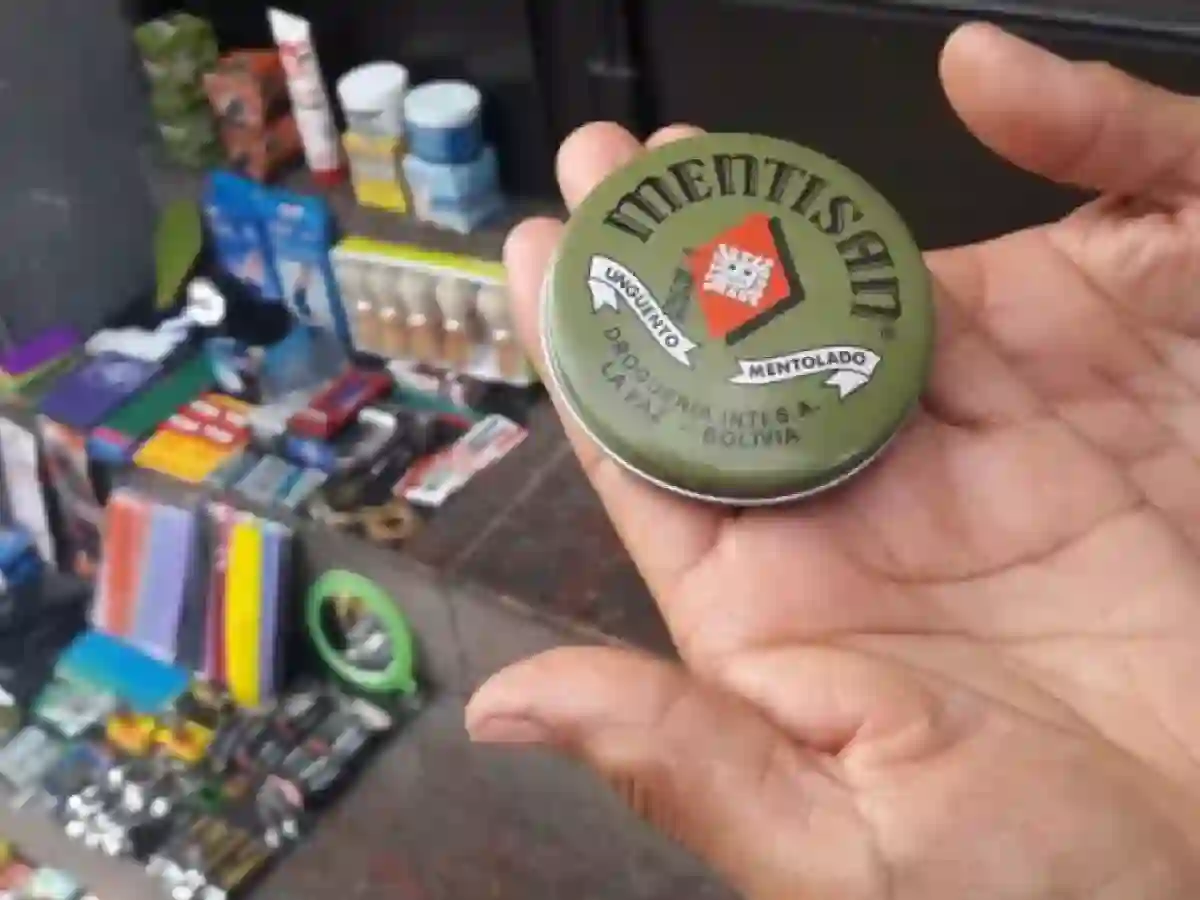 MENTISAN
UNGUENTO
MENTOLADO
DROGUERIA INTI S.A.
LA PAZ - BOLIVIA